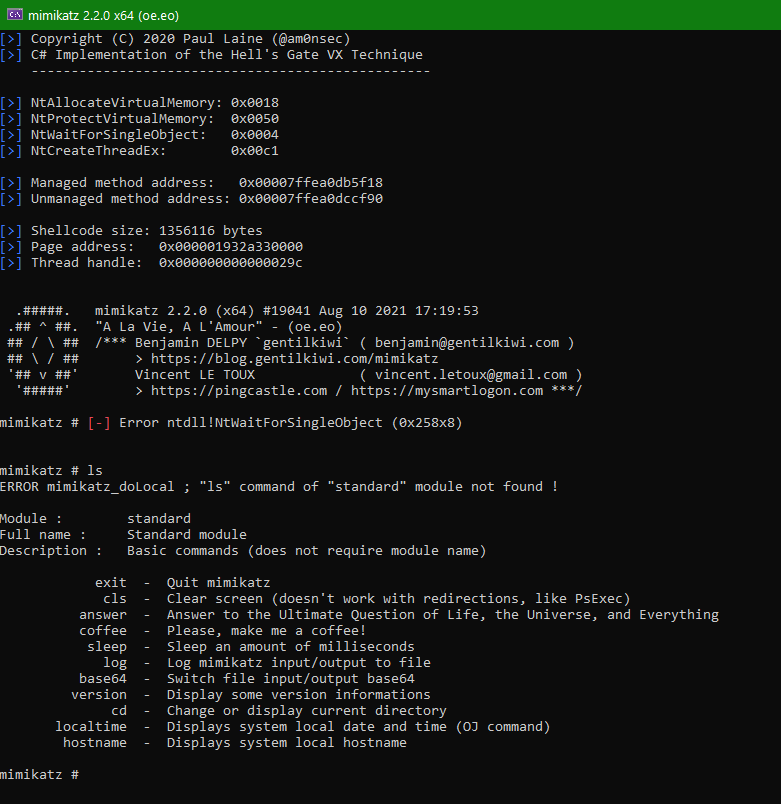 mimikatz 2.2.0 x64 (oe.eo)
[>] Copyright (C) 2020 Paul Laine (@am0nsec)
[>] C# Implementation of the Hell's Gate VX Technique
--------------------------------------------------
[>] NtAllocateVirtualMemory: 0x0018
[>] NtProtectVirtualMemory:  0x0050
[>] NtWaitForSingleObject:   0x0004
[>] NtCreateThreadEx:        0x00c1
[>] Managed method address:   0x00007ffea0db5f18
[>] Unmanaged method address: 0x00007ffea0dccf90
[>] Shellcode size: 1356116 bytes
[>] Page address:   0x000001932a330000
[>] Thread handle:  0x000000000000029c
  .#####.   mimikatz 2.2.0 (x64) #19041 Aug 10 2021 17:19:53
 .## ^ ##.  "A La Vie, A L'Amour" - (oe.eo)
 ## / \ ##  /*** Benjamin DELPY `gentilkiwi` ( benjamin@gentilkiwi.com )
 ## \ / ##       > https://blog.gentilkiwi.com/mimikatz
 '## v ##'       Vincent LE TOUX             ( vincent.letoux@gmail.com )
  '#####'        > https://pingcastle.com / https://mysmartlogon.com ***/
mimikatz # [-] Error ntdll!NtWaitForSingleObject (0x258x8)
mimikatz # ls
ERROR mimikatz_doLocal ; "ls" command of "standard" module not found !
Module :        standard
Full name :     Standard module
Description :   Basic commands (does not require module name)
            exit  -  Quit mimikatz
             cls  -  Clear screen (doesn't work with redirections, like PsExec)
          answer  -  Answer to the Ultimate Question of Life, the Universe, and Everything
          coffee  -  Please, make me a coffee!
           sleep  -  Sleep an amount of milliseconds
             log  -  Log mimikatz input/output to file
          base64  -  Switch file input/output base64
         version  -  Display some version informations
              cd  -  Change or display current directory
       localtime  -  Displays system local date and time (OJ command)
        hostname  -  Displays system local hostname
mimikatz #